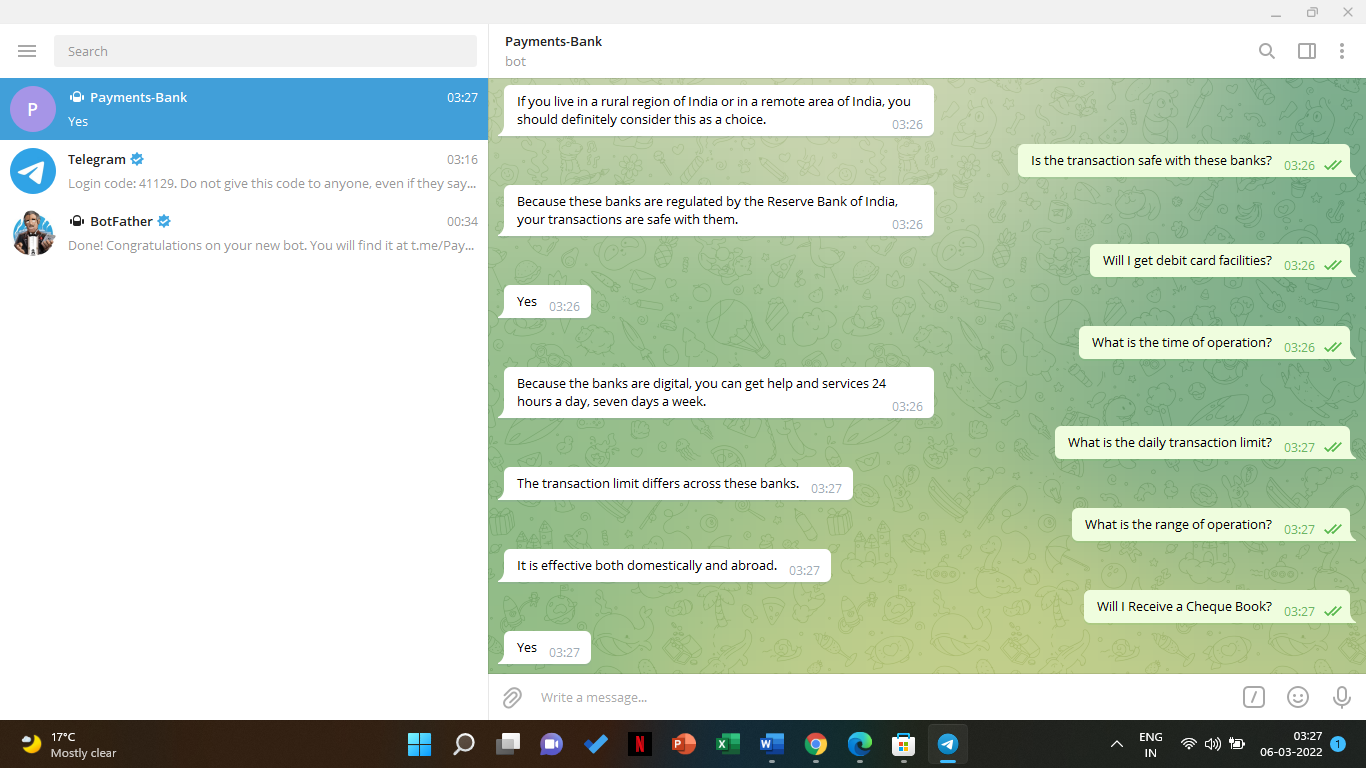 Search
P
Payments-Bank
03:27
Yes
Telegram
03:16
Login code: 41129. Do not give this code to anyone, even if they say...
BotFather
00:34
Done! Congratulations on your new bot. You will find it at t.me/Pay...
Payments-Bank
bot
If you live in a rural region of India or in a remote area of India, you
should definitely consider this as a choice.
03:26
Is the transaction safe with these banks?
03:26
Because these banks are regulated by the Reserve Bank of India,
your transactions are safe with them.
03:26
Will I get debit card facilities?
03:26
Yes
03:26
What is the time of operation?
03:26
Because the banks are digital, you can get help and services 24
hours a day, seven days a week.
03:26
What is the daily transaction limit?
03:27
The transaction limit differs across these banks.
03:27
What is the range of operation?
03:27
It is effective both domestically and abroad.
03:27
Will I Receive a Cheque Book?
03:27
Yes
03:27
Write a message...
17°C
Mostly clear
ENG
IN
03:27
06-03-2022
1